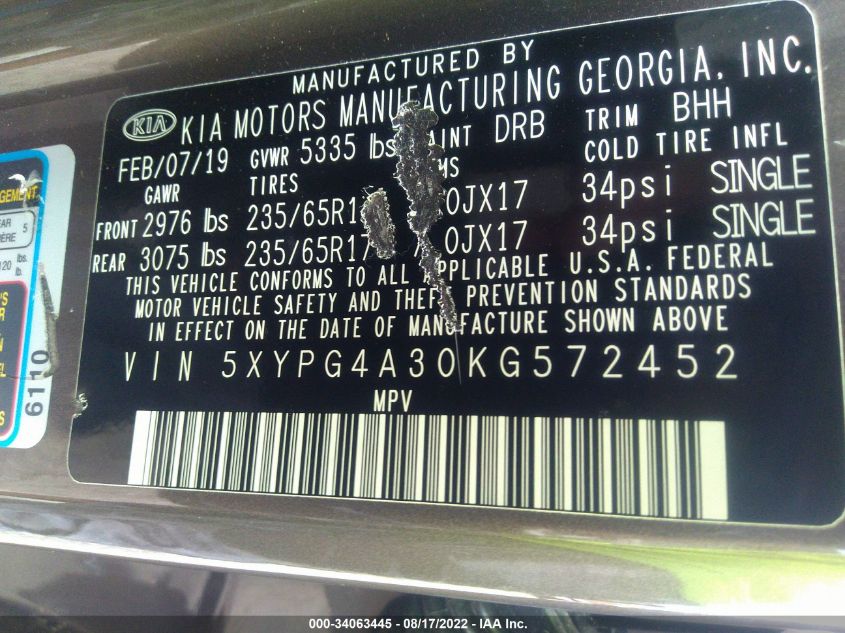 MANUFACTURED BY
KIA KIA MOTORS MANUFACTURING GEORGIA, INC.
FEB/07/19 GVWR 5335 lbs DRB TRIM BHH
GAWR TIRES COLD TIRE INFL
FRONT 2976 lbs 235/65R1 0JX17 34psi SINGLE
REAR 3075 lbs 235/65R17 0JX17 34psi SINGLE
THIS VEHICLE CONFORMS TO ALL APPLICABLE U.S.A. FEDERAL
MOTOR VEHICLE SAFETY AND THEFT PREVENTION STANDARDS
IN EFFECT ON THE DATE OF MANUFACTURE SHOWN ABOVE
VIN 5XYPG4A30KG572452
MPV
6110
000-34063445 - 08/17/2022 - IAA Inc.